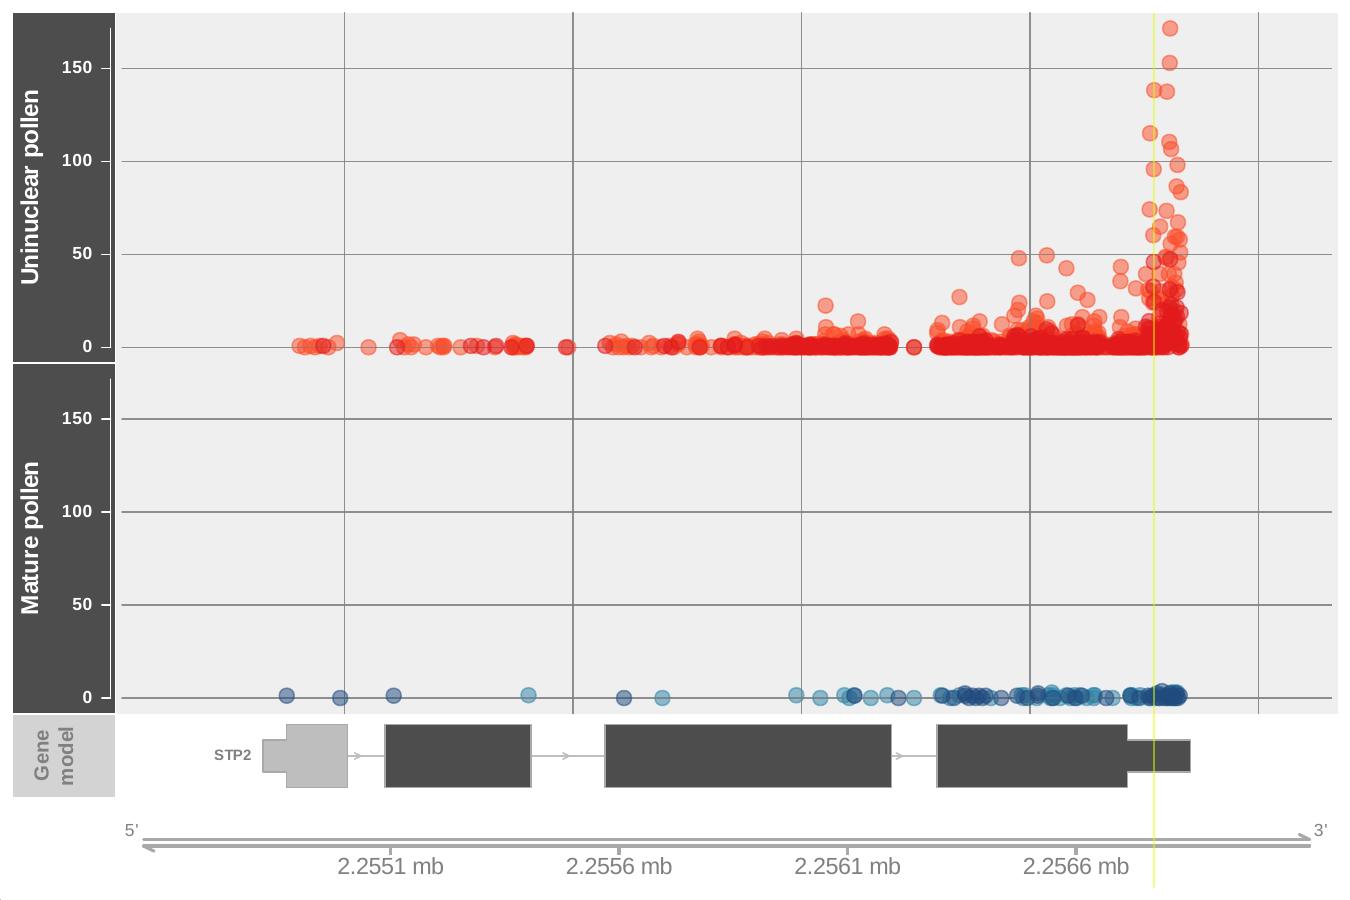 Uninuclear pollen
150
100
50
0
Mature pollen
150
100
50
0
Gene
model
STP2
5'
3'
2.2551 mb
2.2556 mb
2.2561 mb
2.2566 mb